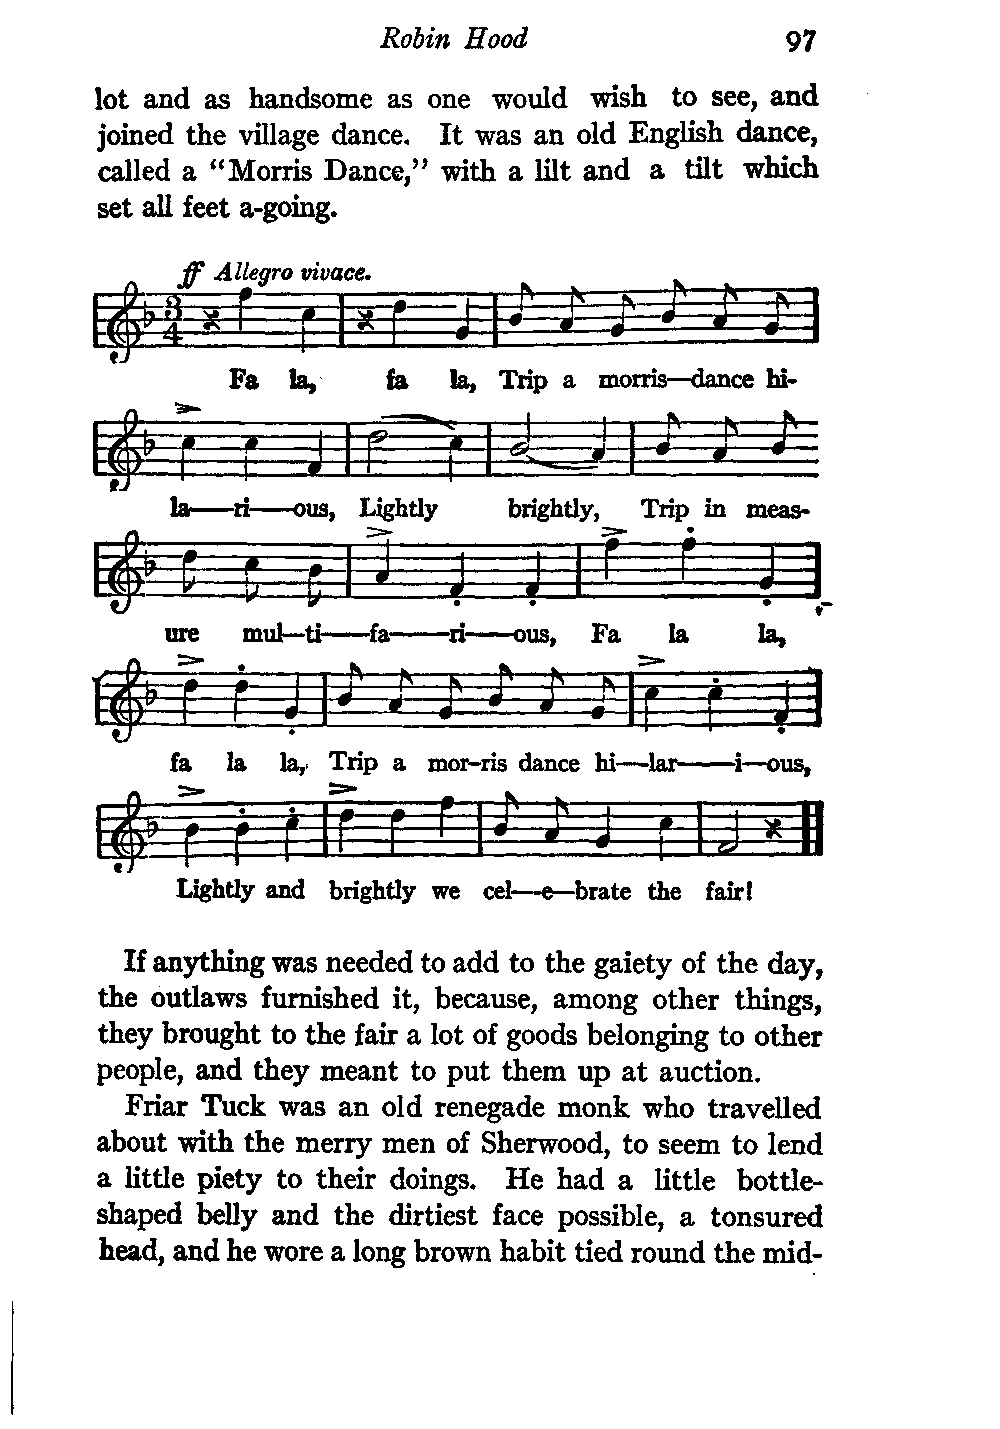 Robin Hood 97
lot and as handsome as one would wish to see, and
joined the village dance. It was an old English dance,
called a "Morris Dance," with a lilt and a tilt which
set all feet a-going.
ff Allegro vivace.
3
4
Fa la, fa la, Trip a morris—dance hi-
la——ri——ous, Lightly brightly, Trip in meas-
ure mul—ti——fa——ri——ous, Fa la la,
fa la la, Trip a mor-ris dance hi—lar——i—ous,
Lightly and brightly we cel—e—brate the fair!
If anything was needed to add to the gaiety of the day,
the outlaws furnished it, because, among other things,
they brought to the fair a lot of goods belonging to other
people, and they meant to put them up at auction.
Friar Tuck was an old renegade monk who travelled
about with the merry men of Sherwood, to seem to lend
a little piety to their doings. He had a little bottle-
shaped belly and the dirtiest face possible, a tonsured
head, and he wore a long brown habit tied round the mid-